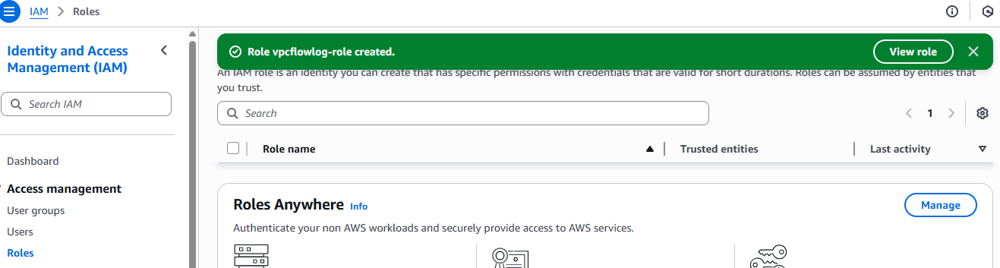 IAM > Roles
Identity and Access
Management (IAM)
Search IAM
Dashboard
Access management
User groups
Users
Roles
Role vpcflowlog-role created.
View role
An IAM role is an identity you can create that has specific permissions with credentials that are valid for short durations. Roles can be assumed by entities that
you trust.
Search
1
Role name
Trusted entities
Last activity
Roles Anywhere Info
Manage
Authenticate your non AWS workloads and securely provide access to AWS services.